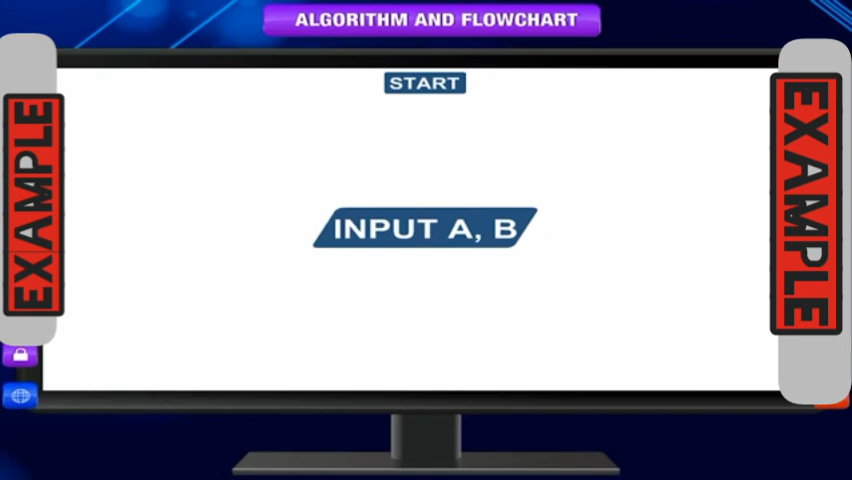 ALGORITHM AND FLOWCHART
START
EXAMPLE
EXAMPLE
INPUT A, B